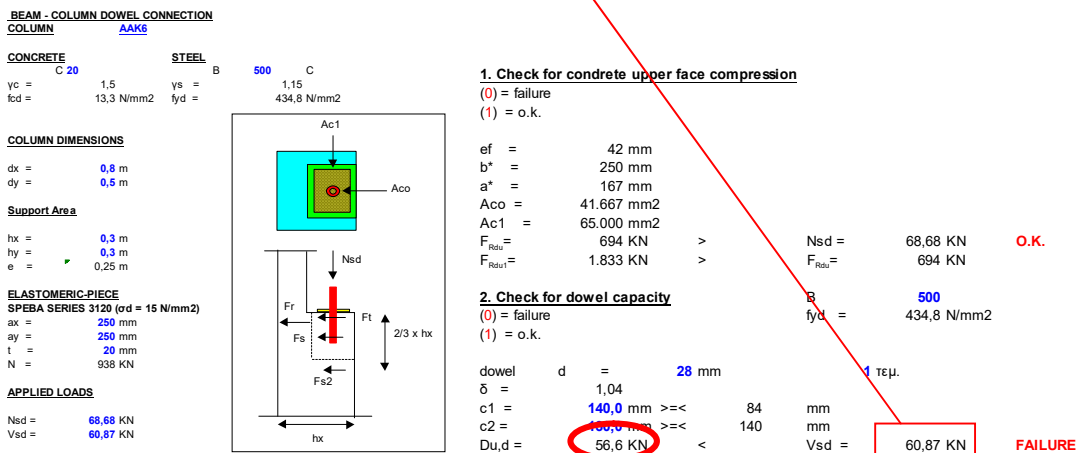 BEAM - COLUMN DOWEL CONNECTION
COLUMN AAK6
CONCRETE STEEL
C 20 B 500 C
γc = 1,5 γs = 1,15
fcd = 13,3 N/mm2 fyd = 434,8 N/mm2
COLUMN DIMENSIONS
dx = 0,8 m
dy = 0,5 m
Support Area
hx = 0,3 m
hy = 0,3 m
e = 0,25 m
ELASTOMERIC-PIECE
SPEBA SERIES 3120 (σd = 15 N/mm2)
ax = 250 mm
ay = 250 mm
t = 20 mm
N = 938 KN
APPLIED LOADS
Nsd = 68,68 KN
Vsd = 60,87 KN
Ac1
Aco
Nsd
Fr
Ft
Fs
2/3 x hx
Fs2
hx
1. Check for condrete upper face compression
(0) = failure
(1) = o.k.
ef = 42 mm
b* = 250 mm
a* = 167 mm
Aco = 41.667 mm2
Ac1 = 65.000 mm2
FRdu= 694 KN > Nsd = 68,68 KN O.K.
FRdu1= 1.833 KN > FRdu= 694 KN
2. Check for dowel capacity B 500
(0) = failure fyd = 434,8 N/mm2
(1) = o.k.
dowel d = 28 mm 1 τεμ.
δ = 1,04
c1 = 140,0 mm >=< 84 mm
c2 = mm >=< 140 mm
Du,d = 56,6 KN < Vsd = 60,87 KN FAILURE